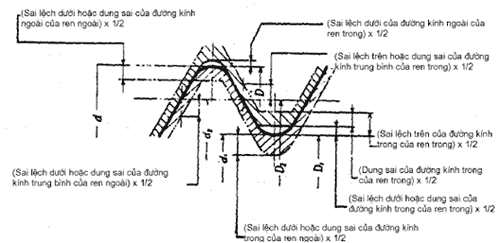 (Sai lệch dưới hoặc dung sai của đường kính
ngoài của ren ngoài) x 1/2
(Sai lệch dưới của đường kính ngoài của
ren trong) x 1/2
(Sai lệch trên hoặc dung sai của đường
kính trung bình của ren trong) x 1/2
d
D
d₂
d₁
D₂
D₁
(Sai lệch trên của đường kính
trong của ren trong) x 1/2
(Dung sai của đường kính trong
của ren trong) x 1/2
(Sai lệch dưới hoặc dung sai của
đường kính trong của ren trong) x 1/2
(Sai lệch dưới hoặc dung sai của đường
kính trung bình của ren ngoài) x 1/2
(Sai lệch dưới hoặc dung sai của đường kính
trong của ren ngoài) x 1/2